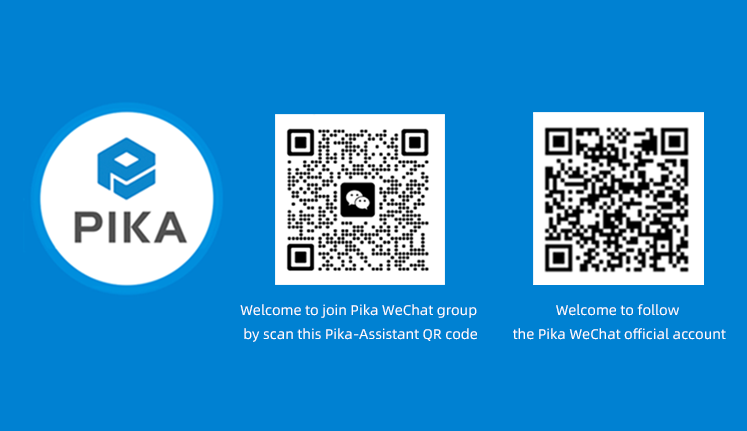 PIKA
Welcome to join Pika WeChat group
by scan this Pika-Assistant QR code
Welcome to follow
the Pika WeChat official account